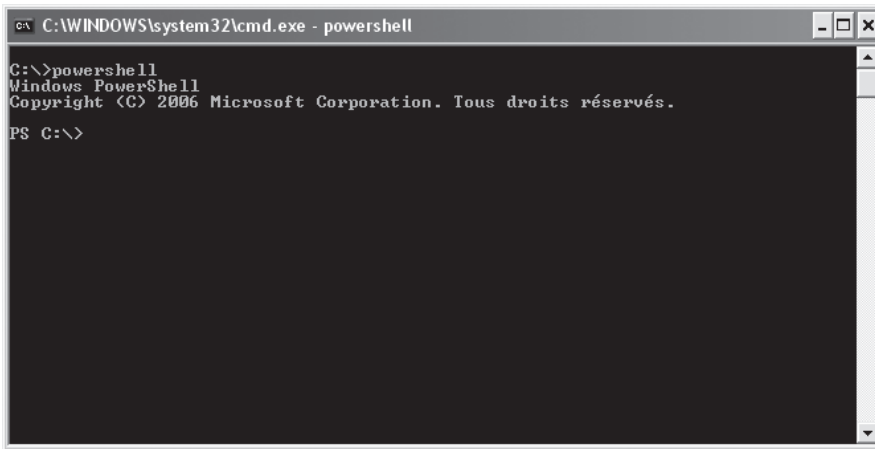 C:\WINDOWS\system32\cmd.exe - powershell
C:\>powershell
Windows PowerShell
Copyright (C) 2006 Microsoft Corporation. Tous droits réservés.
PS C:\>